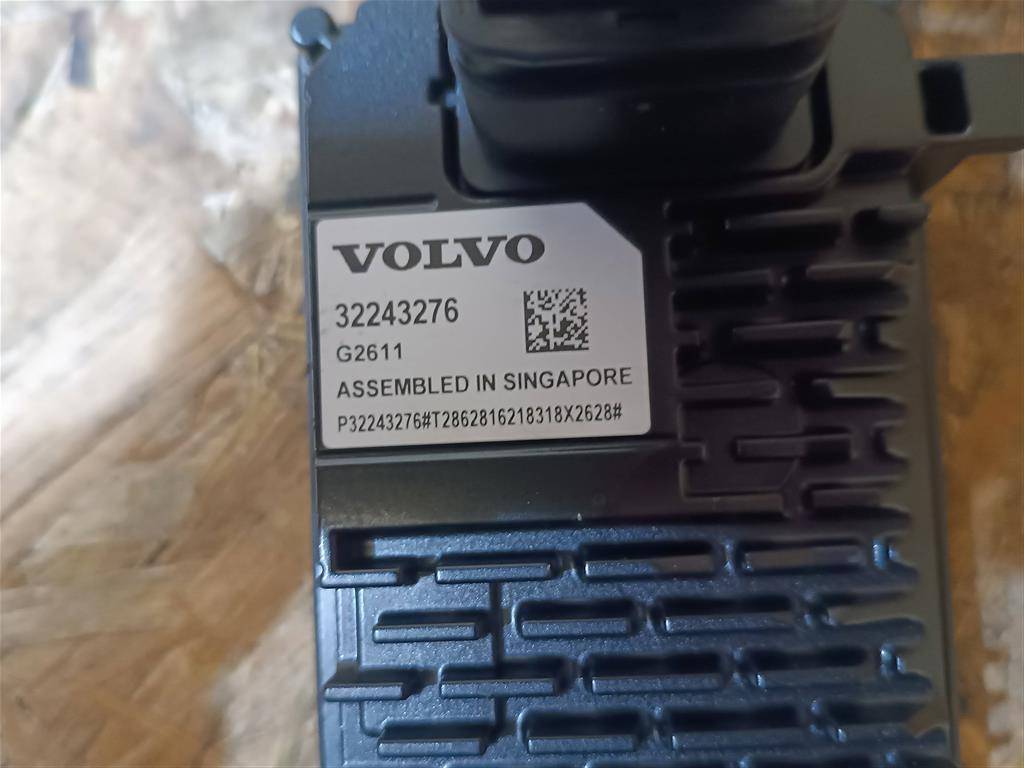 VOLVO
32243276
G2611
ASSEMBLED IN SINGAPORE
P32243276#T2862816218318X2628#